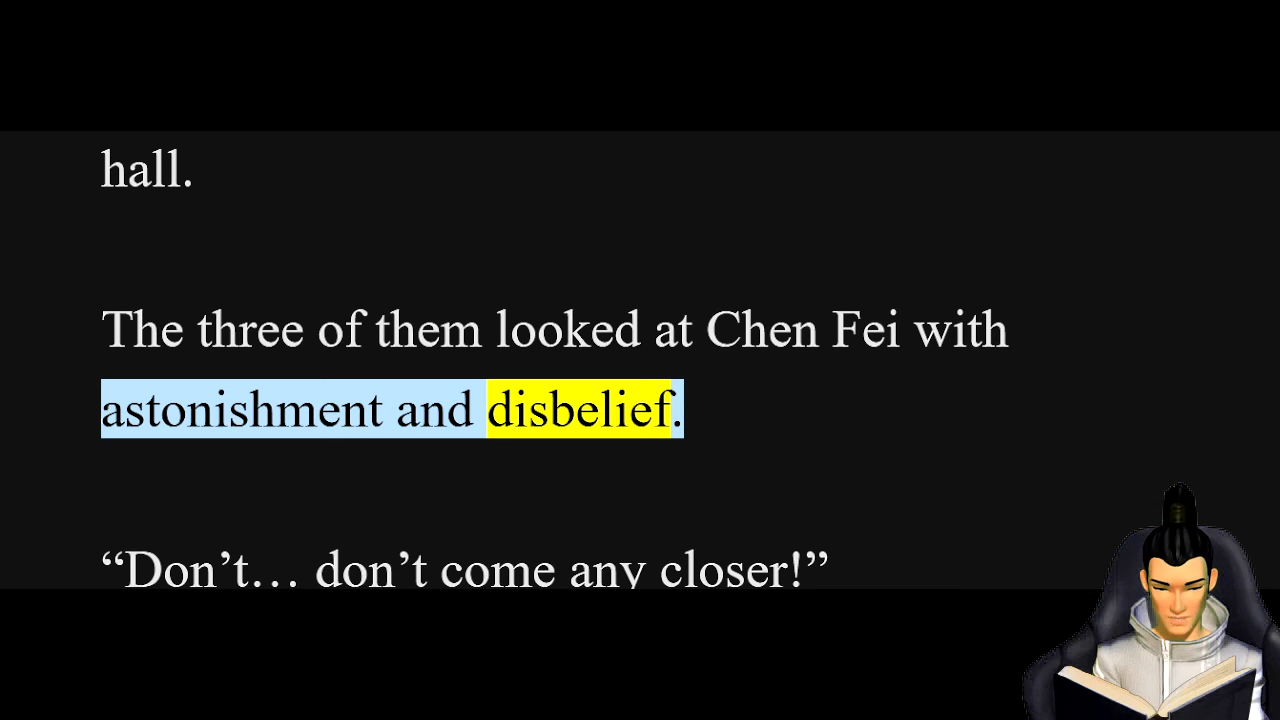 hall.
The three of them looked at Chen Fei with
astonishment and disbelief.
“Don’t… don’t come any closer!”